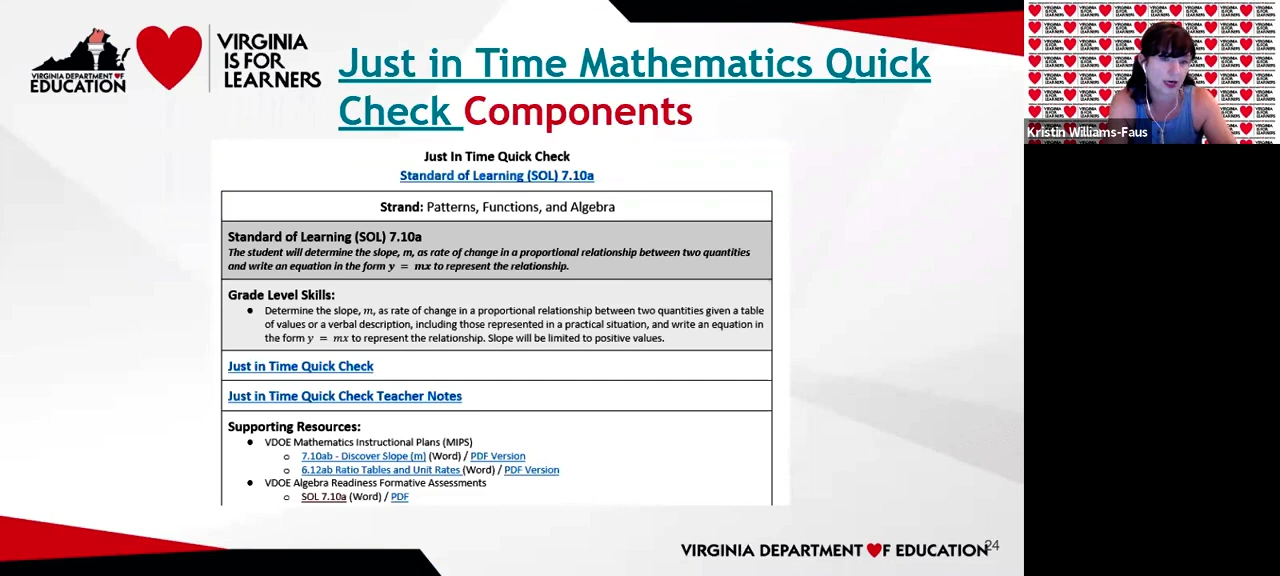 VIRGINIA DEPARTMENT OF
EDUCATION
VIRGINIA
IS FOR
LEARNERS
Just in Time Mathematics Quick
Check Components
Just In Time Quick Check
Standard of Learning (SOL) 7.10a
Strand: Patterns, Functions, and Algebra
Standard of Learning (SOL) 7.10a
The student will determine the slope, m, as rate of change in a proportional relationship between two quantities
and write an equation in the form y = mx to represent the relationship.
Grade Level Skills:
● Determine the slope, m, as rate of change in a proportional relationship between two quantities given a table
of values or a verbal description, including those represented in a practical situation, and write an equation in
the form y = mx to represent the relationship. Slope will be limited to positive values.
Just in Time Quick Check
Just in Time Quick Check Teacher Notes
Supporting Resources:
● VDOE Mathematics Instructional Plans (MIPS)
○ 7.10ab - Discover Slope (m) (Word) / PDF Version
○ 6.12ab Ratio Tables and Unit Rates (Word) / PDF Version
● VDOE Algebra Readiness Formative Assessments
○ SOL 7.10a (Word) / PDF
VIRGINIA DEPARTMENT OF EDUCATION
24
Kristin Williams-Faus